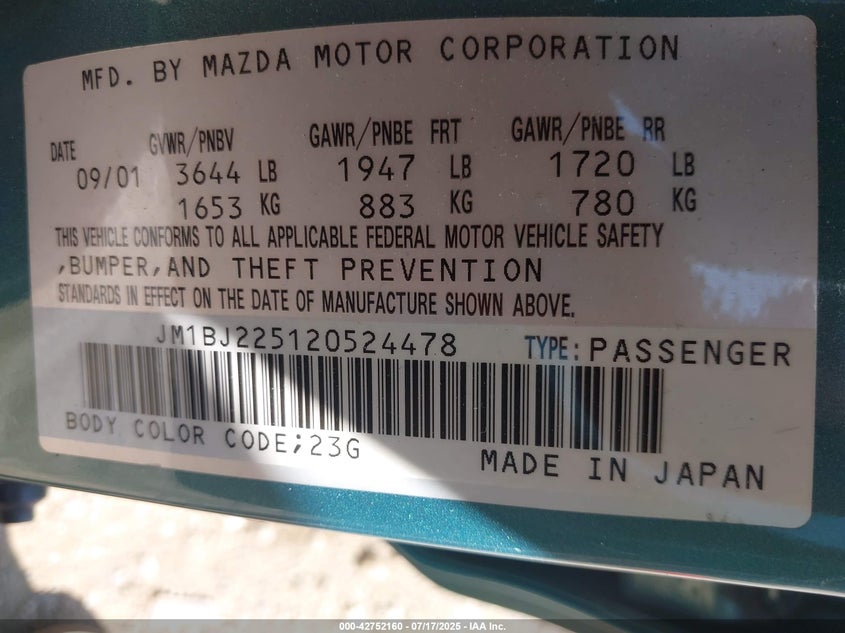 MFD. BY MAZDA MOTOR CORPORATION
DATE GVWR/PNBV GAWR/PNBE FRT GAWR/PNBE RR
09/01 3644 LB 1947 LB 1720 LB
1653 KG 883 KG 780 KG
THIS VEHICLE CONFORMS TO ALL APPLICABLE FEDERAL MOTOR VEHICLE SAFETY
,BUMPER,AND THEFT PREVENTION
STANDARDS IN EFFECT ON THE DATE OF MANUFACTURE SHOWN ABOVE.
JM1BJ225120524478 TYPE: PASSENGER
BODY COLOR CODE;23G
MADE IN JAPAN
000-42752160 - 07/17/2025 - IAA Inc.